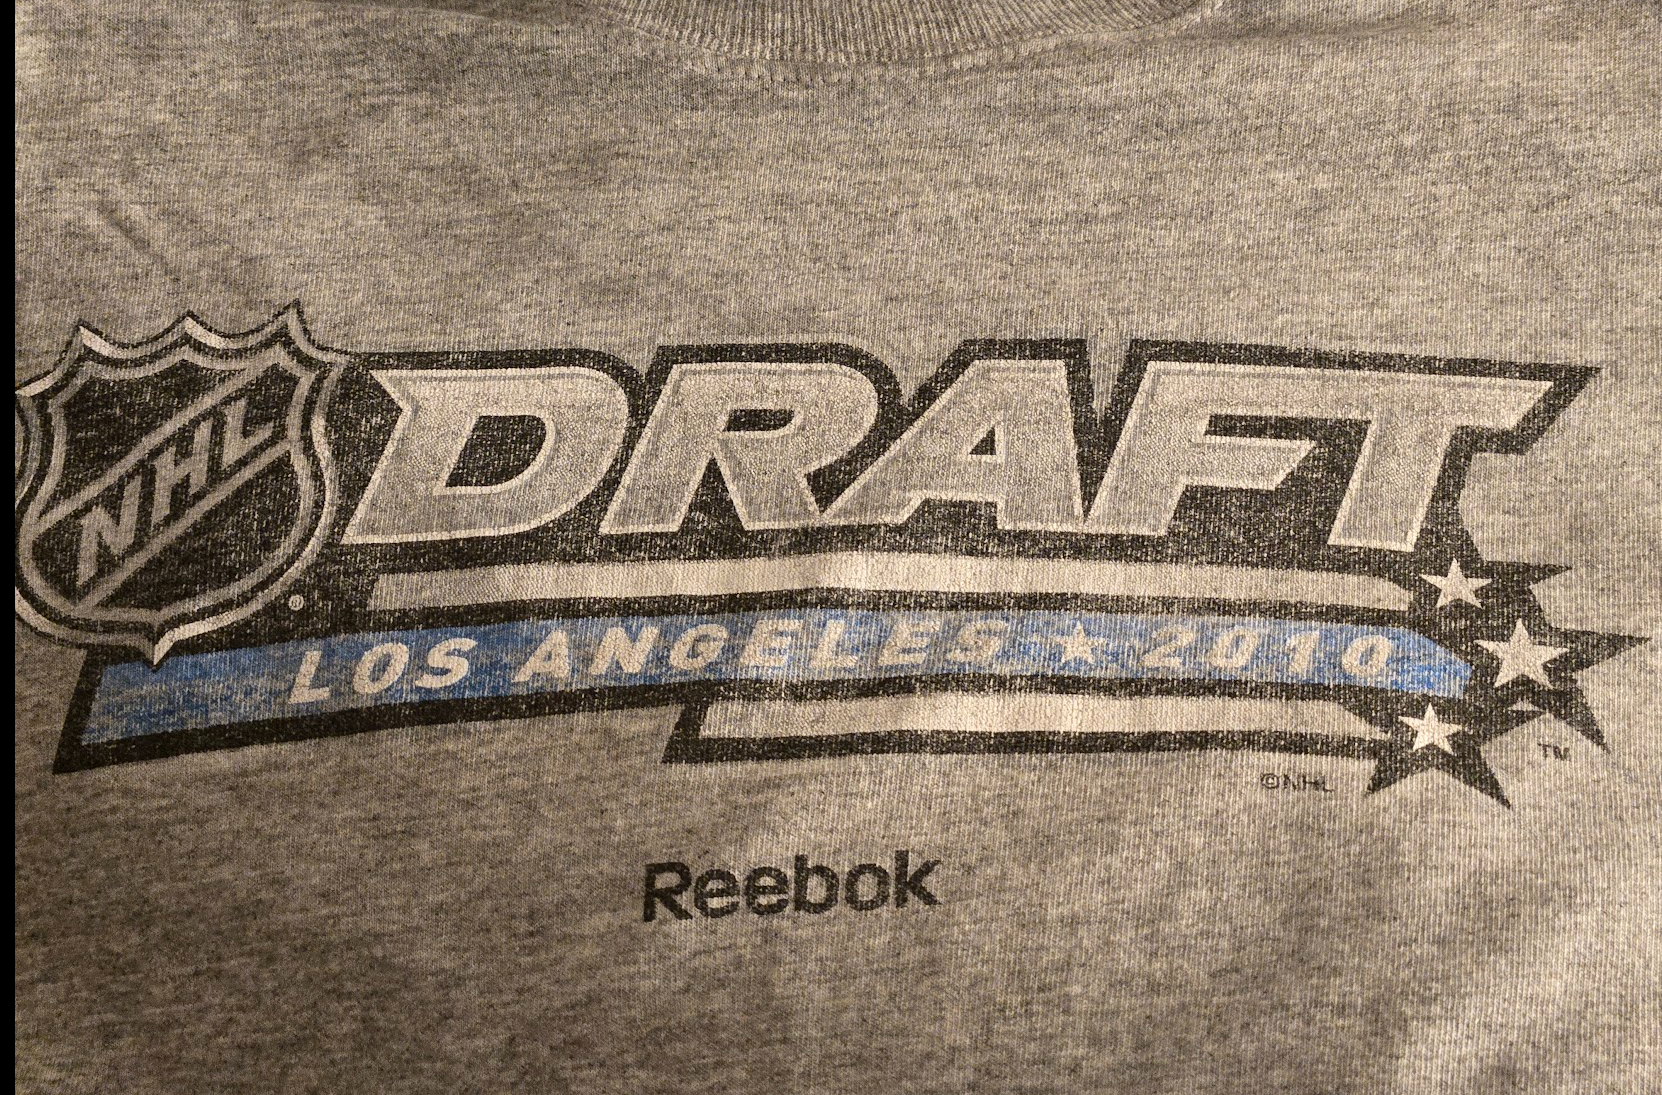 NHL
DRAFT
®
LOS ANGELES ★ 2010
TM
©NHL
Reebok